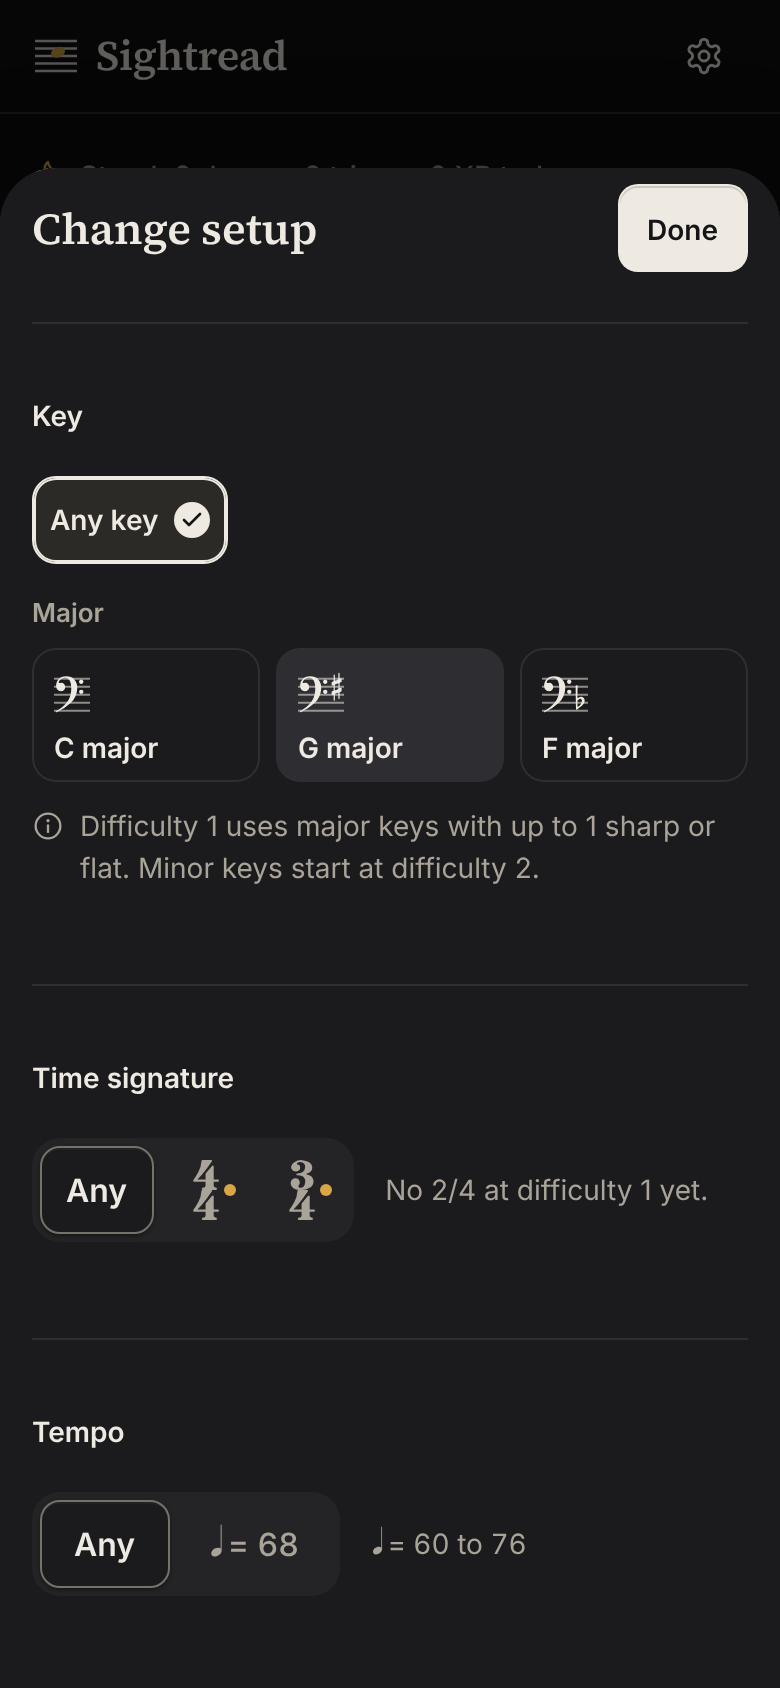 Sightread
Change setup
Done
Key
Any key
Major
C major
G major
F major
Difficulty 1 uses major keys with up to 1 sharp or
flat. Minor keys start at difficulty 2.
Time signature
Any
4
4
3
4
No 2/4 at difficulty 1 yet.
Tempo
Any
♩= 68
♩= 60 to 76